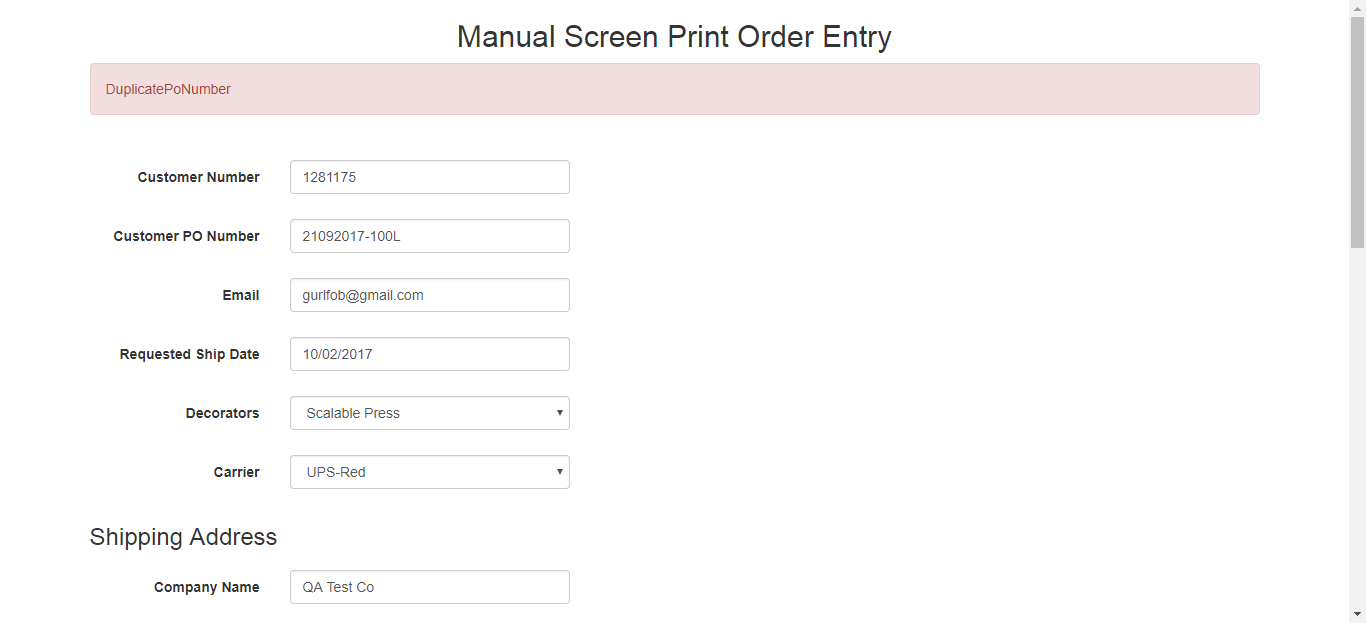 Manual Screen Print Order Entry
DuplicatePoNumber
Customer Number 1281175
Customer PO Number 21092017-100L
Email gurlfob@gmail.com
Requested Ship Date 10/02/2017
Decorators Scalable Press
Carrier UPS-Red
Shipping Address
Company Name QA Test Co